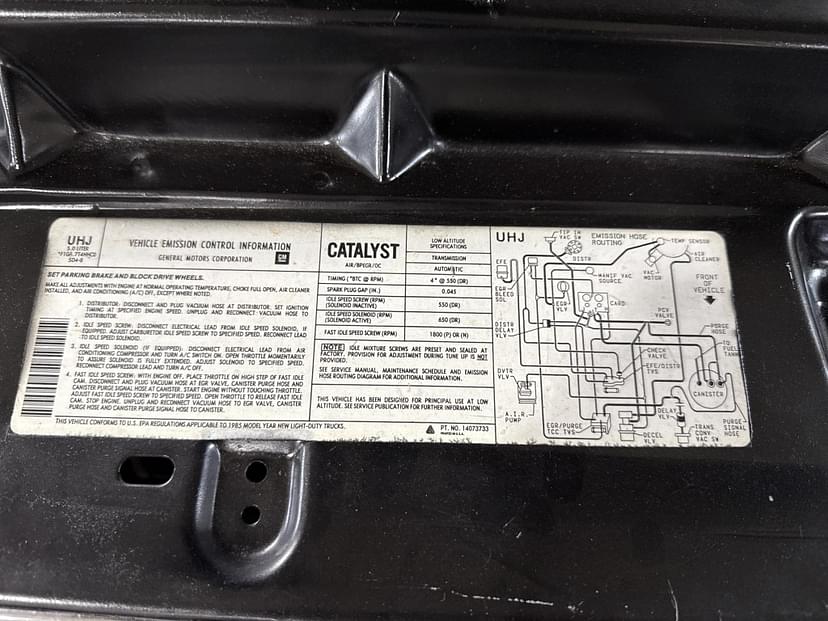 UHJ
5.0 LITER
SD4-8
VEHICLE EMISSION CONTROL INFORMATION
GENERAL MOTORS CORPORATION
GM
SET PARKING BRAKE AND BLOCK DRIVE WHEELS.
MAKE ALL ADJUSTMENTS WITH ENGINE AT NORMAL OPERATING TEMPERATURE, CHOKE FULL OPEN, AIR CLEANER
INSTALLED, AND AIR CONDITIONING (A/C) OFF, EXCEPT WHERE NOTED.
1. DISTRIBUTOR: DISCONNECT AND PLUG VACUUM HOSE AT DISTRIBUTOR. SET IGNITION
TIMING AT SPECIFIED ENGINE SPEED. UNPLUG AND RECONNECT VACUUM HOSE TO
DISTRIBUTOR.
2. IDLE SPEED SCREW: DISCONNECT ELECTRICAL LEAD FROM IDLE SPEED SOLENOID, IF
EQUIPPED. ADJUST CARBURETOR IDLE SPEED SCREW TO SPECIFIED SPEED. RECONNECT LEAD
TO IDLE SOLENOID.
3. IDLE SPEED SOLENOID (IF EQUIPPED): DISCONNECT ELECTRICAL LEAD FROM AIR
CONDITIONING COMPRESSOR AND TURN A/C SWITCH ON. OPEN THROTTLE MOMENTARILY
TO ASSURE SOLENOID IS FULLY EXTENDED. ADJUST SOLENOID TO SPECIFIED SPEED.
RECONNECT COMPRESSOR LEAD AND TURN A/C OFF.
4. FAST IDLE SPEED SCREW: WITH ENGINE OFF, PLACE THROTTLE ON HIGH STEP OF FAST IDLE
CAM. DISCONNECT AND PLUG VACUUM HOSE AT EGR VALVE, CANISTER PURGE HOSE AND
CANISTER PURGE SIGNAL HOSE AT CANISTER. START ENGINE WITHOUT TOUCHING THROTTLE.
ADJUST FAST IDLE SPEED SCREW TO SPECIFIED SPEED. OPEN THROTTLE TO RELEASE FAST IDLE
CAM. STOP ENGINE. UNPLUG AND RECONNECT VACUUM HOSE TO EGR VALVE, CANISTER
PURGE HOSE AND CANISTER PURGE SIGNAL HOSE TO CANISTER.
THIS VEHICLE CONFORMS TO U.S. EPA REGULATIONS APPLICABLE TO 1985 MODEL YEAR NEW LIGHT-DUTY TRUCKS.
CATALYST
AIR/BPEGR/OC
LOW ALTITUDE
SPECIFICATIONS
TRANSMISSION
AUTOMATIC
TIMING (°BTC @ RPM) 4° @ 550 (DR)
SPARK PLUG GAP (IN.) 0.045
IDLE SPEED SCREW (RPM)
(SOLENOID INACTIVE) 550 (DR)
IDLE SPEED SOLENOID (RPM)
(SOLENOID ACTIVE) 650 (DR)
FAST IDLE SPEED SCREW (RPM) 1800 (P) OR (N)
NOTE IDLE MIXTURE SCREWS ARE PRESET AND SEALED AT
FACTORY. PROVISION FOR ADJUSTMENT DURING TUNE UP IS NOT
PROVIDED.
SEE SERVICE MANUAL, MAINTENANCE SCHEDULE AND EMISSION
HOSE ROUTING DIAGRAM FOR ADDITIONAL INFORMATION.
THIS VEHICLE HAS BEEN DESIGNED FOR PRINCIPAL USE AT LOW
ALTITUDE. SEE SERVICE PUBLICATION FOR FURTHER INFORMATION.
PT. NO. 14073733
UHJ
TIP IN
VAC SW
EMISSION HOSE
ROUTING
TEMP SENSOR
DISTR
AIR
CLEANER
EFE
MANIF VAC
SOURCE
VAC
MOTOR
FRONT
OF
VEHICLE
EGR
BLEED
SOL
EGR
VLV
CARB
PCV
VALVE
DISTR
DELAY
VLV
PURGE
HOSE
TO
FUEL
TANK
CHECK
VALVE
EFE/DISTR
TVS
DVTR
VLV
CANISTER
A.I.R.
PUMP
EGR/PURGE
TCC TVS
DECEL
VLV
DELAY
VLV
TRANS
CONV
VAC SW
PURGE
SIGNAL
HOSE